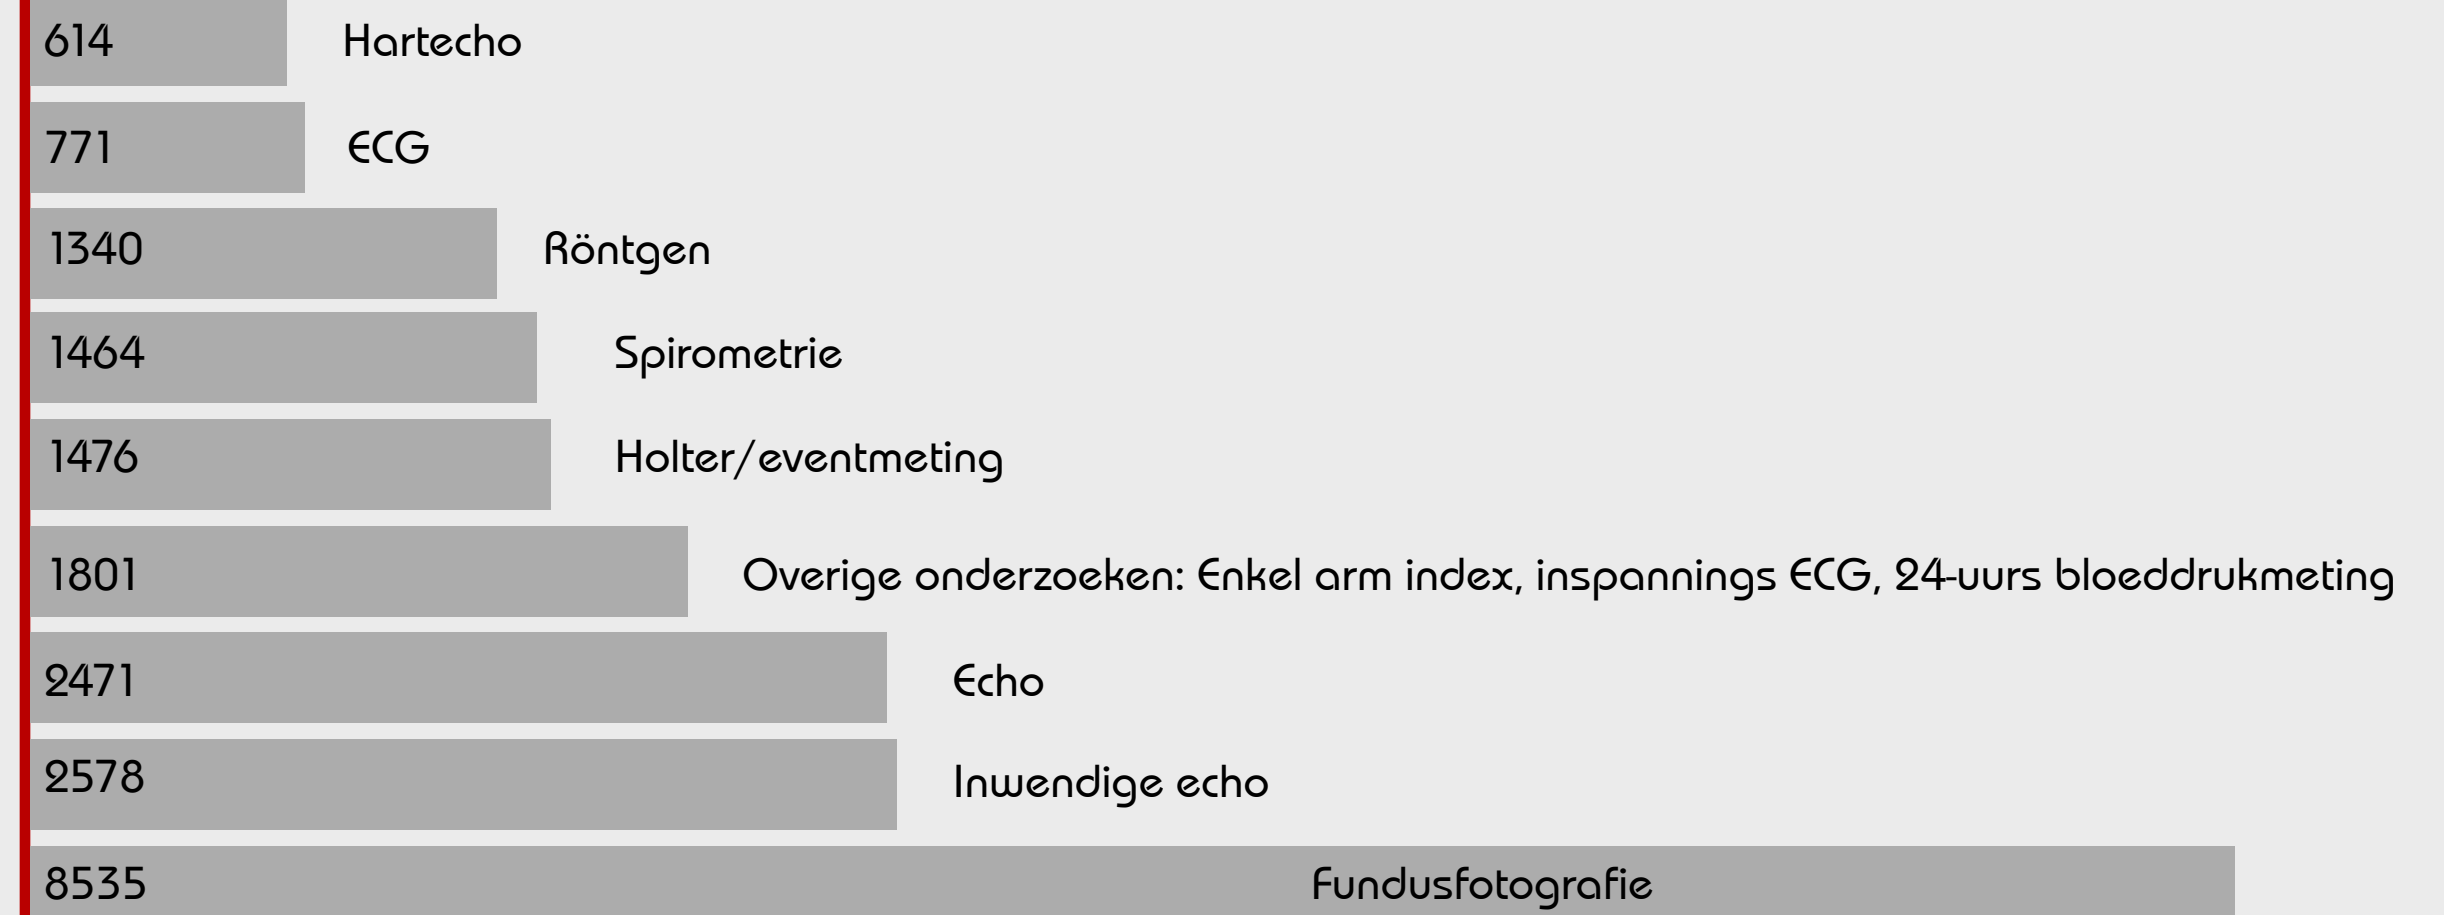 614 Hartecho
771 ECG
1340 Röntgen
1464 Spirometrie
1476 Holter/eventmeting
1801 Overige onderzoeken: Enkel arm index, inspannings ECG, 24-uurs bloeddrukmeting
2471 Echo
2578 Inwendige echo
8535 Fundusfotografie